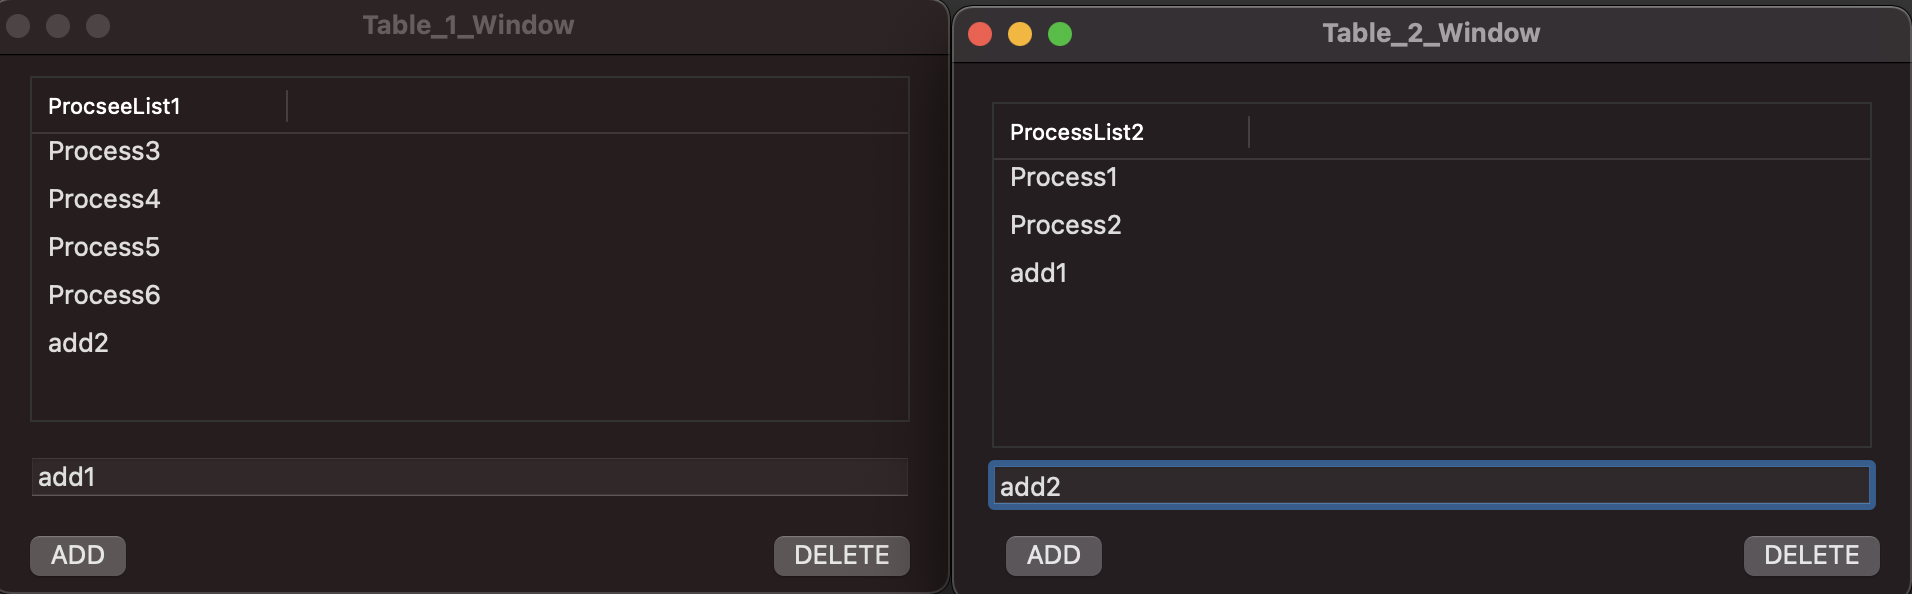 Table_1_Window
ProcseeList1
Process3
Process4
Process5
Process6
add2
add1
ADD DELETE
Table_2_Window
ProcessList2
Process1
Process2
add1
add2
ADD DELETE